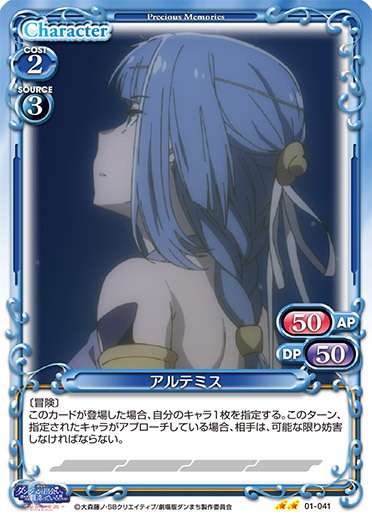 Precious Memories
Character
COST
2
SOURCE
3
50 AP
DP 50
アルテミス
〔冒険〕
このカードが登場した場合、自分のキャラ1枚を指定する。このターン、
指定されたキャラがアプローチしている場合、相手は、可能な限り妨害
しなければならない。
©大森藤ノ・SBクリエイティブ/劇場版ダンまち製作委員会
01-041